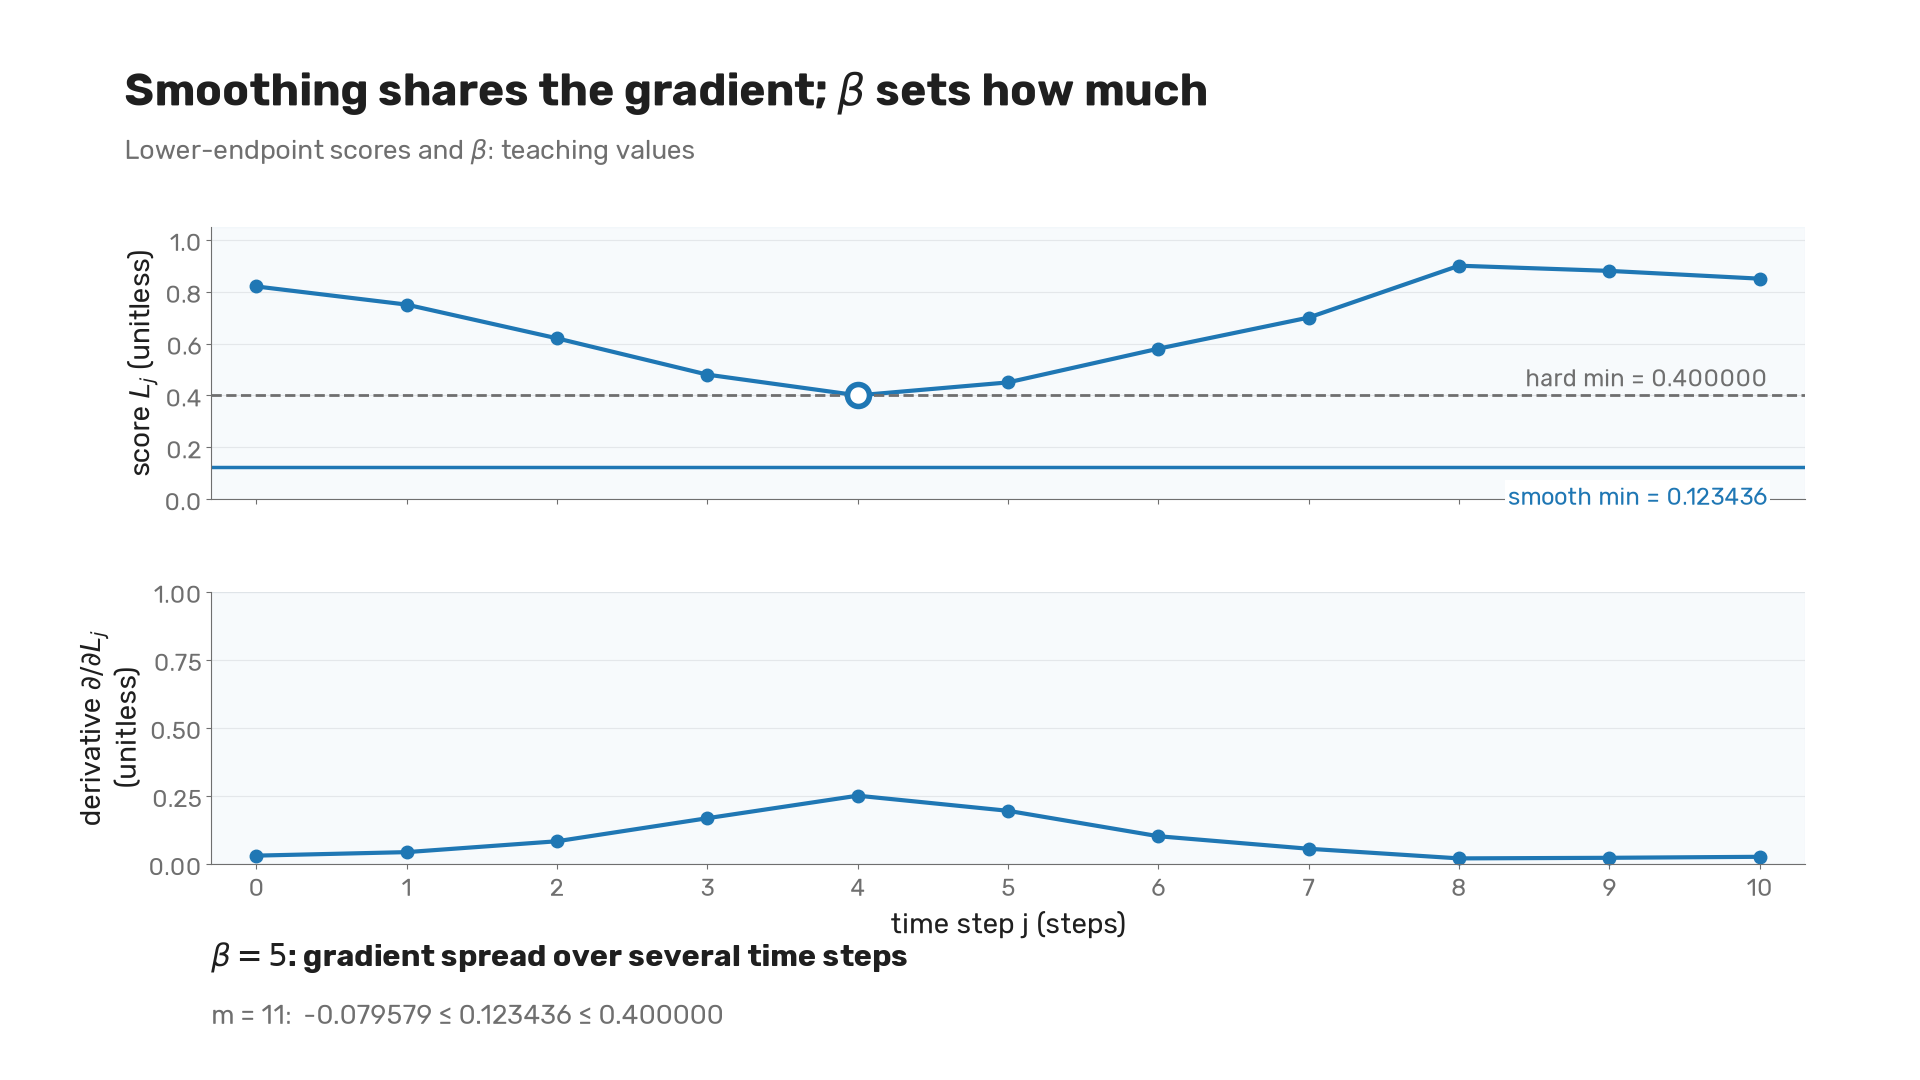 Smoothing shares the gradient; β sets how much
Lower-endpoint scores and β: teaching values
score Lⱼ (unitless)
1.0
0.8
0.6
0.4
0.2
0.0
hard min = 0.400000
smooth min = 0.123436
derivative ∂/∂Lⱼ
(unitless)
1.00
0.75
0.50
0.25
0.00
0 1 2 3 4 5 6 7 8 9 10
time step j (steps)
β = 5: gradient spread over several time steps
m = 11: -0.079579 ≤ 0.123436 ≤ 0.400000